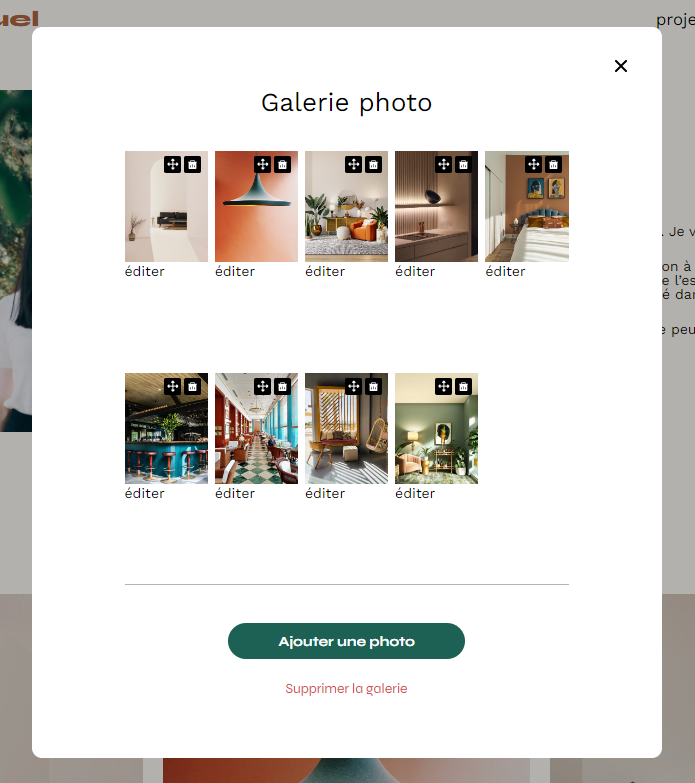 uel
proje
Galerie photo
. Je v
on à
e l'es
é dan
e peu
éditer éditer éditer éditer éditer
éditer éditer éditer éditer
Ajouter une photo
Supprimer la galerie